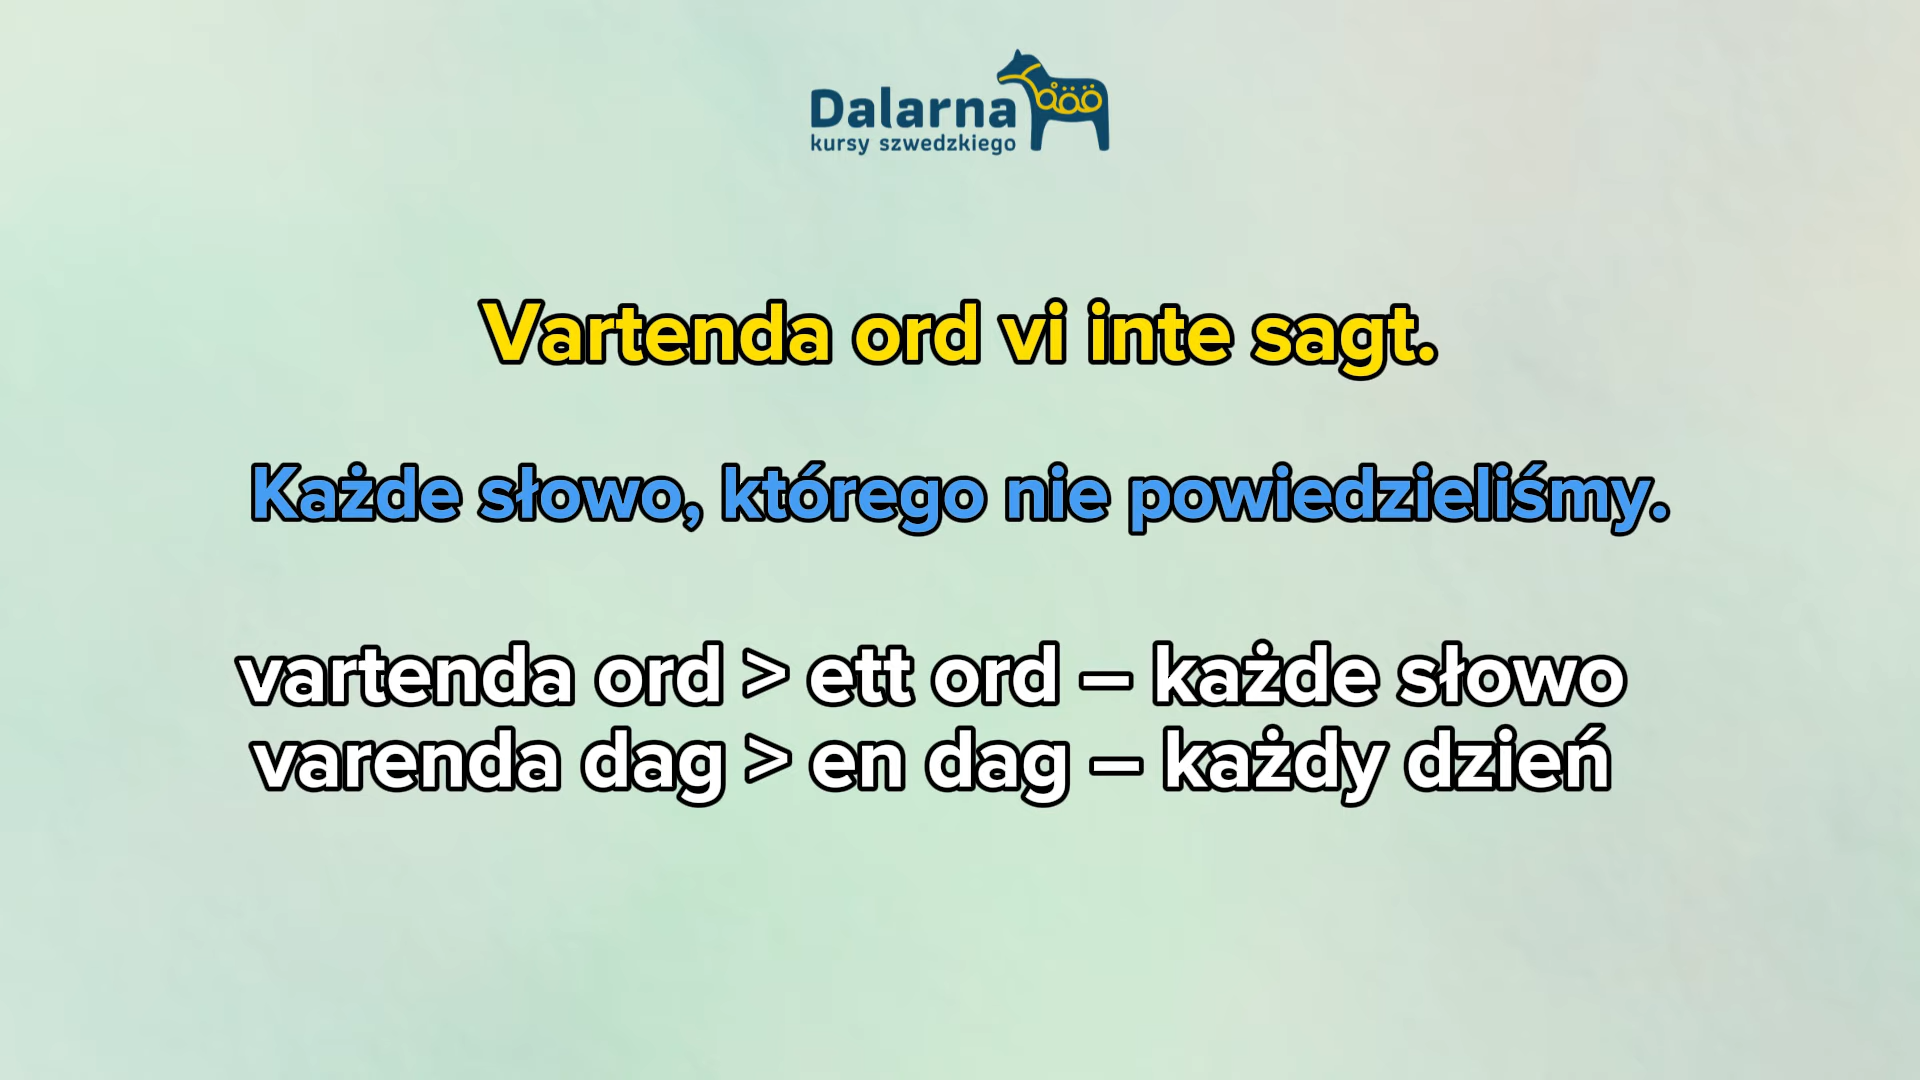 Dalarna
kursy szwedzkiego
Vartenda ord vi inte sagt.
Każde słowo, którego nie powiedzieliśmy.
vartenda ord > ett ord – każde słowo
varenda dag > en dag – każdy dzień